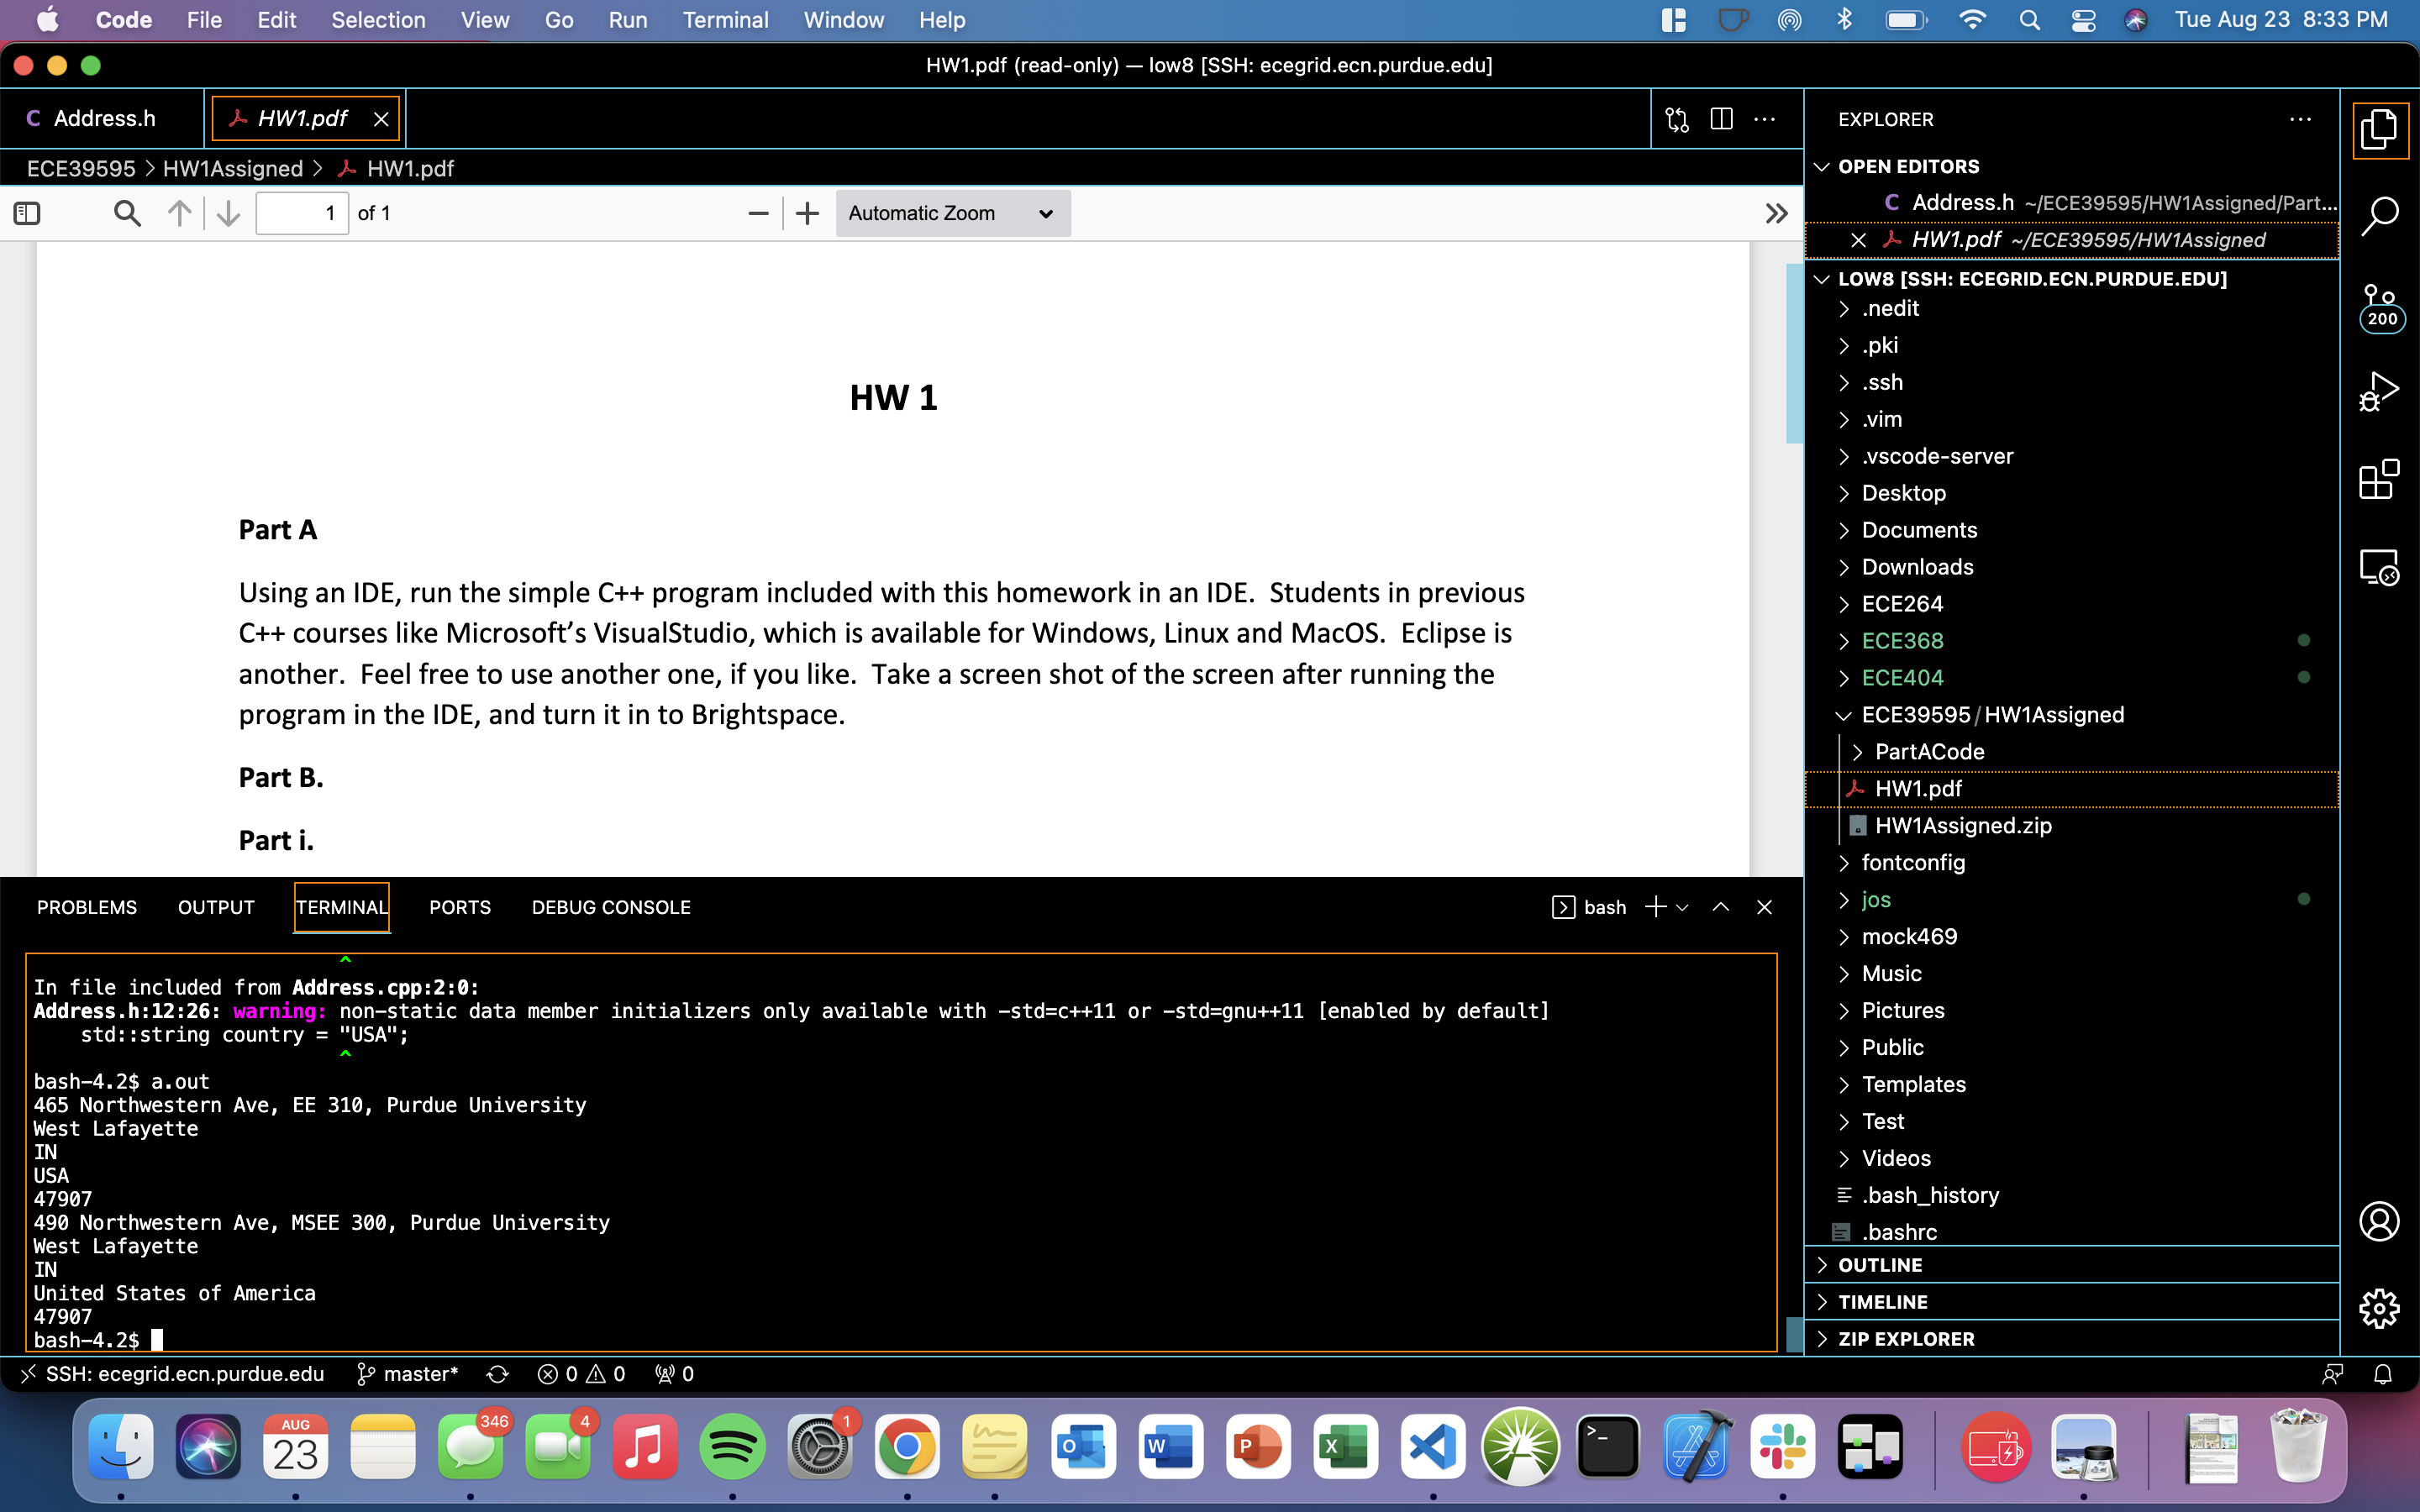 Code File Edit Selection View Go Run Terminal Window Help Tue Aug 23 8:33 PM
HW1.pdf (read-only) — low8 [SSH: ecegrid.ecn.purdue.edu]
C Address.h HW1.pdf
ECE39595 > HW1Assigned > HW1.pdf
1 of 1 Automatic Zoom
HW 1
Part A
Using an IDE, run the simple C++ program included with this homework in an IDE. Students in previous
C++ courses like Microsoft’s VisualStudio, which is available for Windows, Linux and MacOS. Eclipse is
another. Feel free to use another one, if you like. Take a screen shot of the screen after running the
program in the IDE, and turn it in to Brightspace.
Part B.
Part i.
PROBLEMS OUTPUT TERMINAL PORTS DEBUG CONSOLE bash
^
In file included from Address.cpp:2:0:
Address.h:12:26: warning: non-static data member initializers only available with -std=c++11 or -std=gnu++11 [enabled by default]
std::string country = "USA";
^
bash-4.2$ a.out
465 Northwestern Ave, EE 310, Purdue University
West Lafayette
IN
USA
47907
490 Northwestern Ave, MSEE 300, Purdue University
West Lafayette
IN
United States of America
47907
bash-4.2$
EXPLORER
OPEN EDITORS
C Address.h ~/ECE39595/HW1Assigned/Part...
HW1.pdf ~/ECE39595/HW1Assigned
LOW8 [SSH: ECEGRID.ECN.PURDUE.EDU]
.nedit
.pki
.ssh
.vim
.vscode-server
Desktop
Documents
Downloads
ECE264
ECE368
ECE404
ECE39595/HW1Assigned
PartACode
HW1.pdf
HW1Assigned.zip
fontconfig
jos
mock469
Music
Pictures
Public
Templates
Test
Videos
.bash_history
.bashrc
OUTLINE
TIMELINE
ZIP EXPLORER
200
SSH: ecegrid.ecn.purdue.edu master* 0 0 0
AUG
23
346
4
1
O
W
P
X
>_